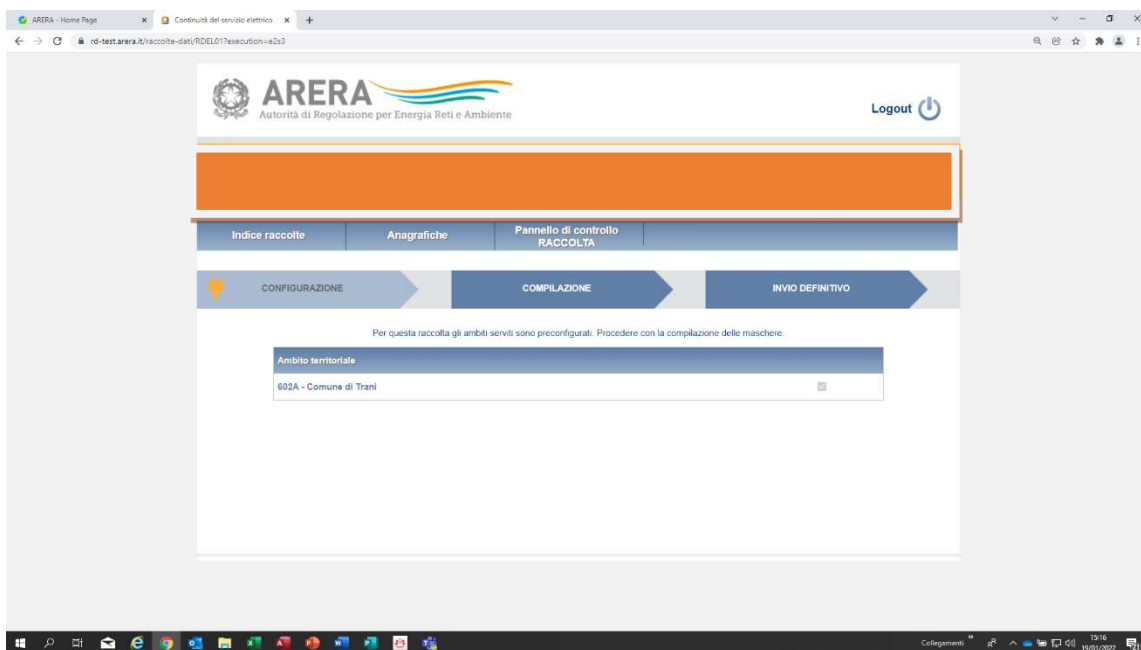 ARERA - Home Page
Continuità del servizio elettrico
rd-test.arera.it/raccolte-dati/RDEL01?execution=e2s3
ARERA
Autorità di Regolazione per Energia Reti e Ambiente
Logout
Indice raccolte
Anagrafiche
Pannello di controllo
RACCOLTA
CONFIGURAZIONE
COMPILAZIONE
INVIO DEFINITIVO
Per questa raccolta gli ambiti serviti sono preconfigurati. Procedere con la compilazione delle maschere.
Ambito territoriale
602A - Comune di Trani
Collegamenti
15:16
19/01/2022